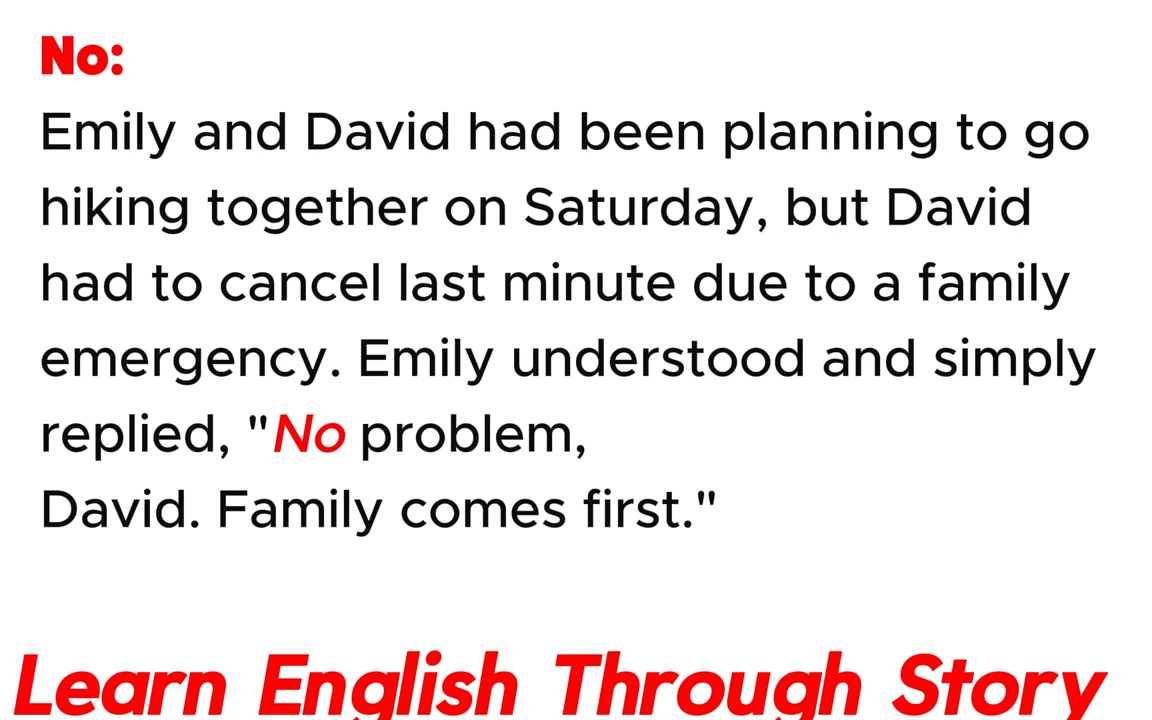 No:
Emily and David had been planning to go
hiking together on Saturday, but David
had to cancel last minute due to a family
emergency. Emily understood and simply
replied, "No problem,
David. Family comes first."
Learn English Through Story